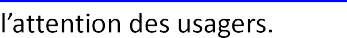 l’attention des usagers.